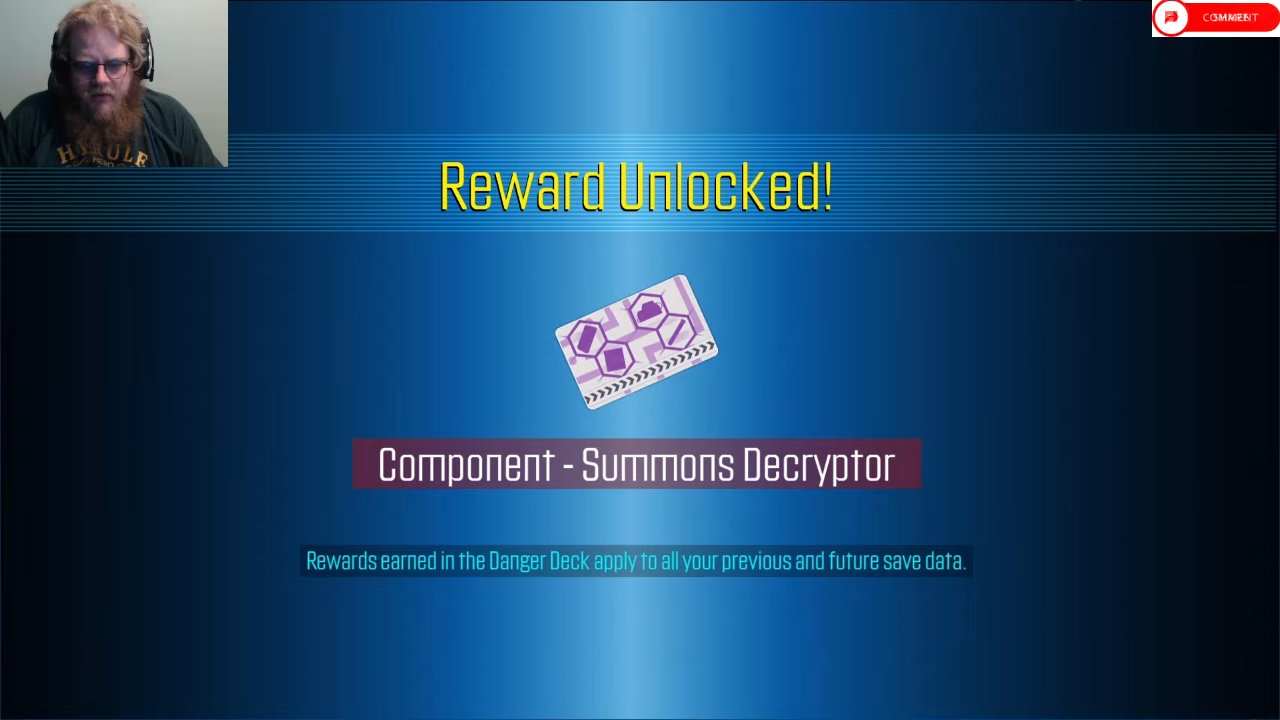 HYRULE
Reward Unlocked!
Component - Summons Decryptor
Rewards earned in the Danger Deck apply to all your previous and future save data.